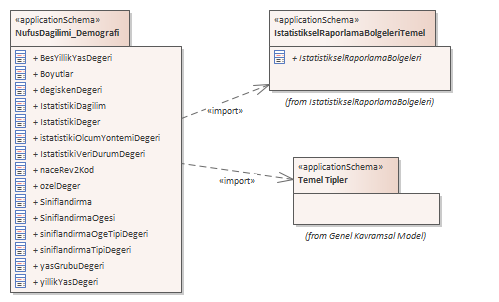 «applicationSchema»
NufusDagilimi_Demografi
+ BesYillikYasDegeri
+ Boyutlar
+ degiskenDegeri
+ IstatistikiDagilim
+ IstatistikiDeger
+ istatistikiOlcumYontemiDegeri
+ IstatistikiVeriDurumDegeri
+ naceRev2Kod
+ ozelDeger
+ Siniflandirma
+ SiniflandirmaOgesi
+ siniflandirmaOgeTipiDegeri
+ siniflandirmaTipiDegeri
+ yasGrubuDegeri
+ yillikYasDegeri
«import»
«import»
«applicationSchema»
IstatistikselRaporlamaBolgeleriTemel
+ IstatistikselRaporlamaBolgeleri
(from IstatistikselRaporlamaBolgeleri)
«applicationSchema»
Temel Tipler
(from Genel Kavramsal Model)